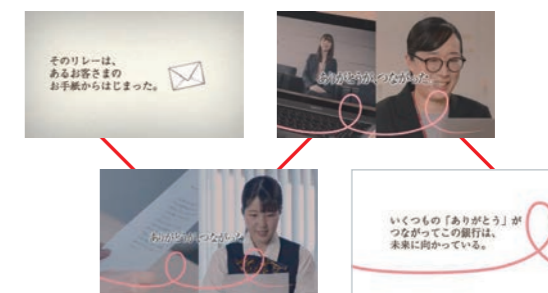 そのリレーは、
あるお客さまの
お手紙からはじまった。
ありがとうが、つながった。
ありがとうが、つながった。
いくつもの「ありがとう」が
つながってこの銀行は、
未来に向かっている。